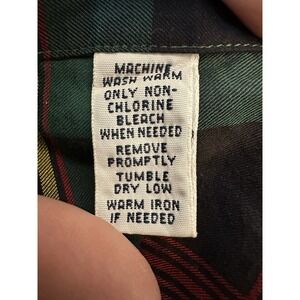 MACHINE
WASH WARM
ONLY NON-
CHLORINE
BLEACH
WHEN NEEDED
REMOVE
PROMPTLY
TUMBLE
DRY LOW
WARM IRON
IF NEEDED